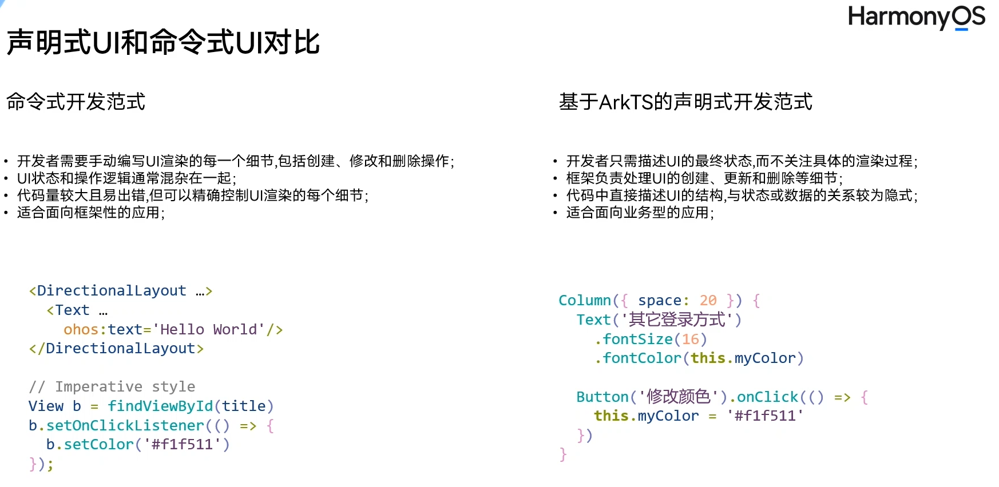 HarmonyOS
声明式UI和命令式UI对比
命令式开发范式
• 开发者需要手动编写UI渲染的每一个细节,包括创建、修改和删除操作;
• UI状态和操作逻辑通常混杂在一起;
• 代码量较大且易出错,但可以精确控制UI渲染的每个细节;
• 适合面向框架性的应用;
<DirectionalLayout …>
  <Text …
    ohos:text='Hello World'/>
</DirectionalLayout>
// Imperative style
View b = findViewById(title)
b.setOnClickListener(() => {
  b.setColor('#f1f511')
});
基于ArkTS的声明式开发范式
• 开发者只需描述UI的最终状态,而不关注具体的渲染过程;
• 框架负责处理UI的创建、更新和删除等细节;
• 代码中直接描述UI的结构,与状态或数据的关系较为隐式;
• 适合面向业务型的应用;
Column({ space: 20 }) {
  Text('其它登录方式')
    .fontSize(16)
    .fontColor(this.myColor)
  Button('修改颜色').onClick(() => {
    this.myColor = '#f1f511'
  })
}